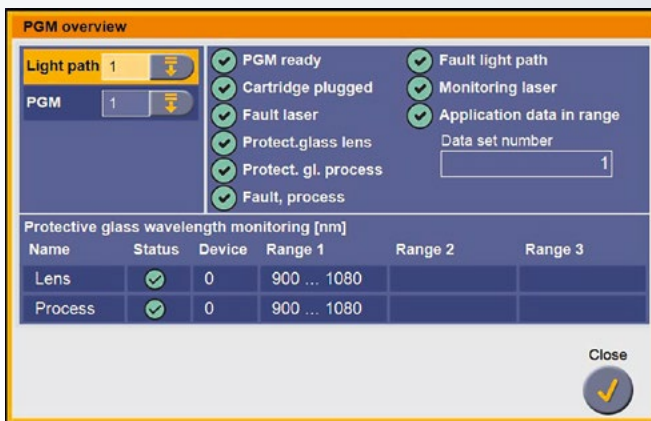 PGM overview
Light path 1
PGM 1
PGM ready
Cartridge plugged
Fault laser
Protect.glass lens
Protect. gl. process
Fault, process
Fault light path
Monitoring laser
Application data in range
Data set number
1
Protective glass wavelength monitoring [nm]
Name Status Device Range 1 Range 2 Range 3
Lens 0 900 ... 1080
Process 0 900 ... 1080
Close